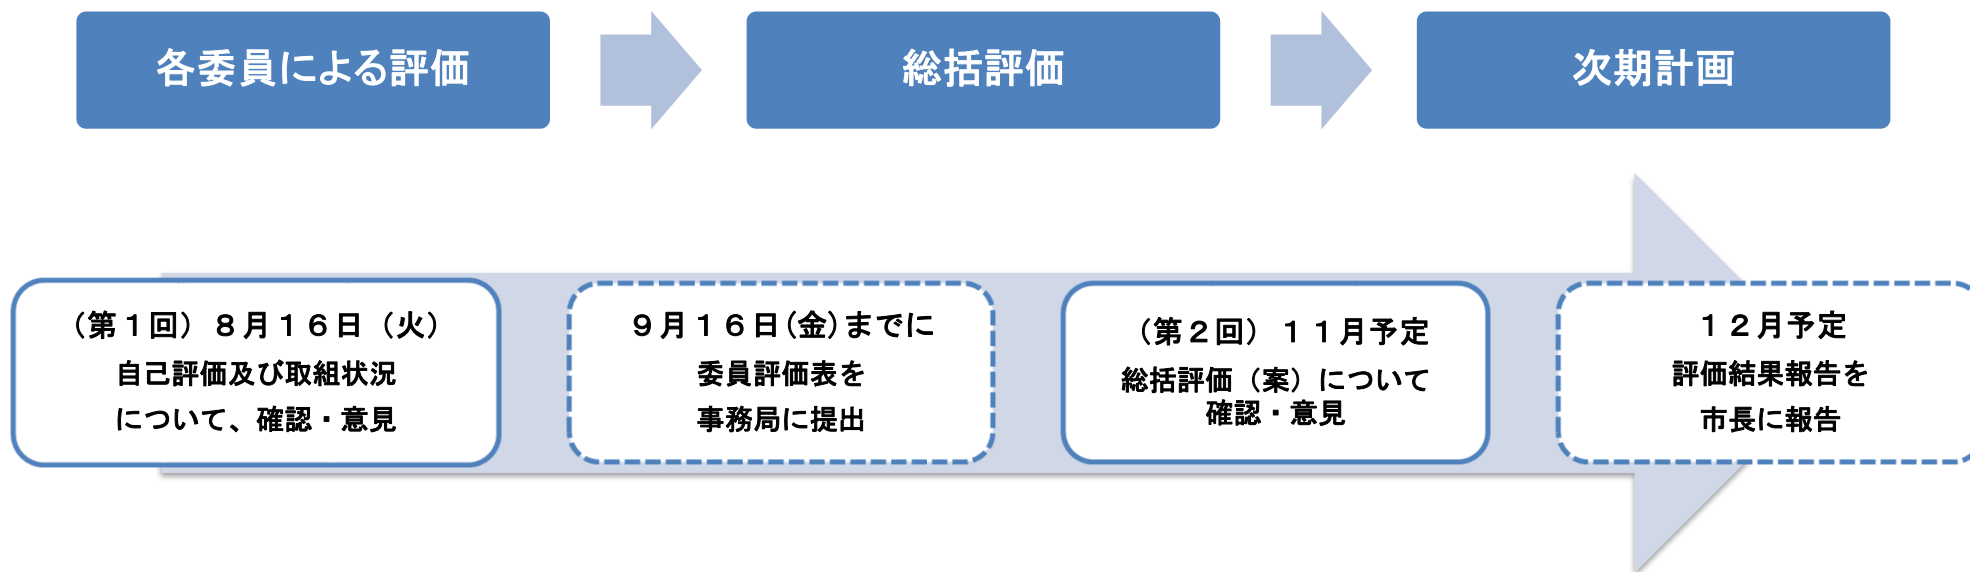 各委員による評価
総括評価
次期計画
（第１回）８月１６日（火）
自己評価及び取組状況
について、確認・意見
９月１６日(金)までに
委員評価表を
事務局に提出
（第２回）１１月予定
総括評価（案）について
確認・意見
１２月予定
評価結果報告を
市長に報告